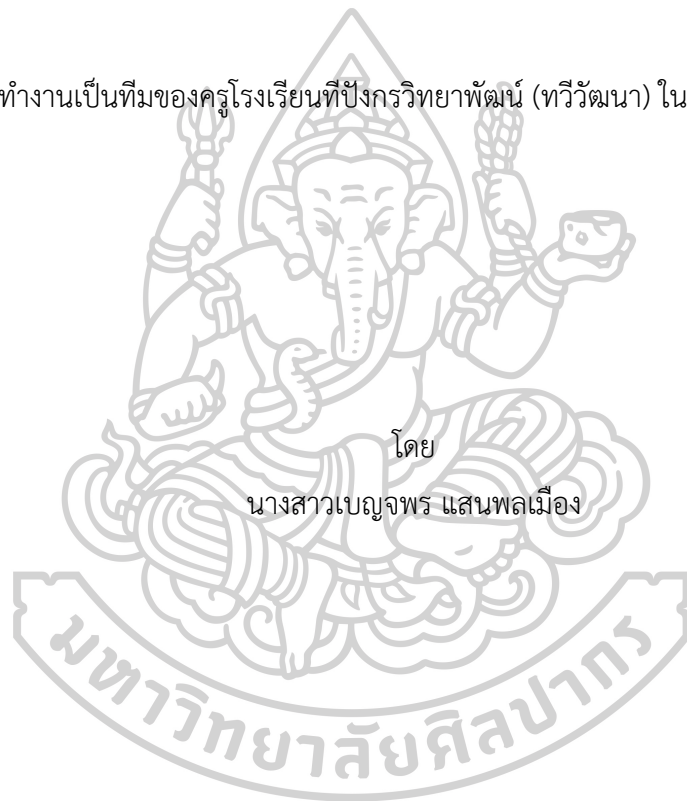 ทำงานเป็นทีมของครูโรงเรียนทีปังกรวิทยาพัฒน์ (ทวีวัฒนา) ใน
โดย
นางสาวเบญจพร แสนพลเมือง
มหาวิทยาลัยศิลปากร